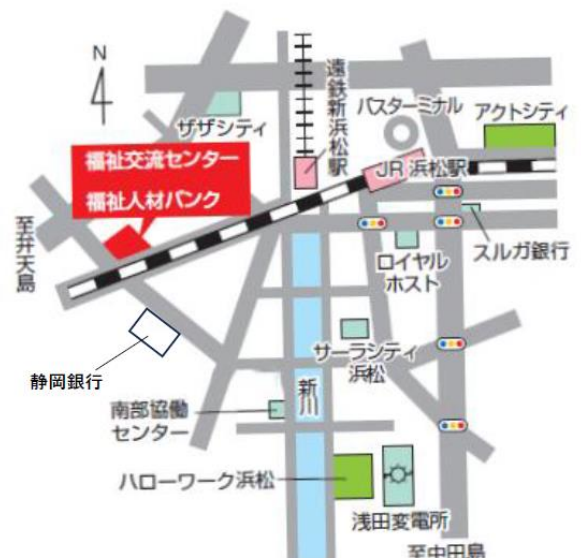 N
遠鉄新浜松駅
バスターミナル
アクトシティ
ザザシティ
福祉交流センター
福祉人材バンク
JR 浜松駅
至弁天島
スルガ銀行
ロイヤル
ホスト
サーラシティ
浜松
静岡銀行
新川
南部協働
センター
ハローワーク浜松
浅田変電所
至中田島